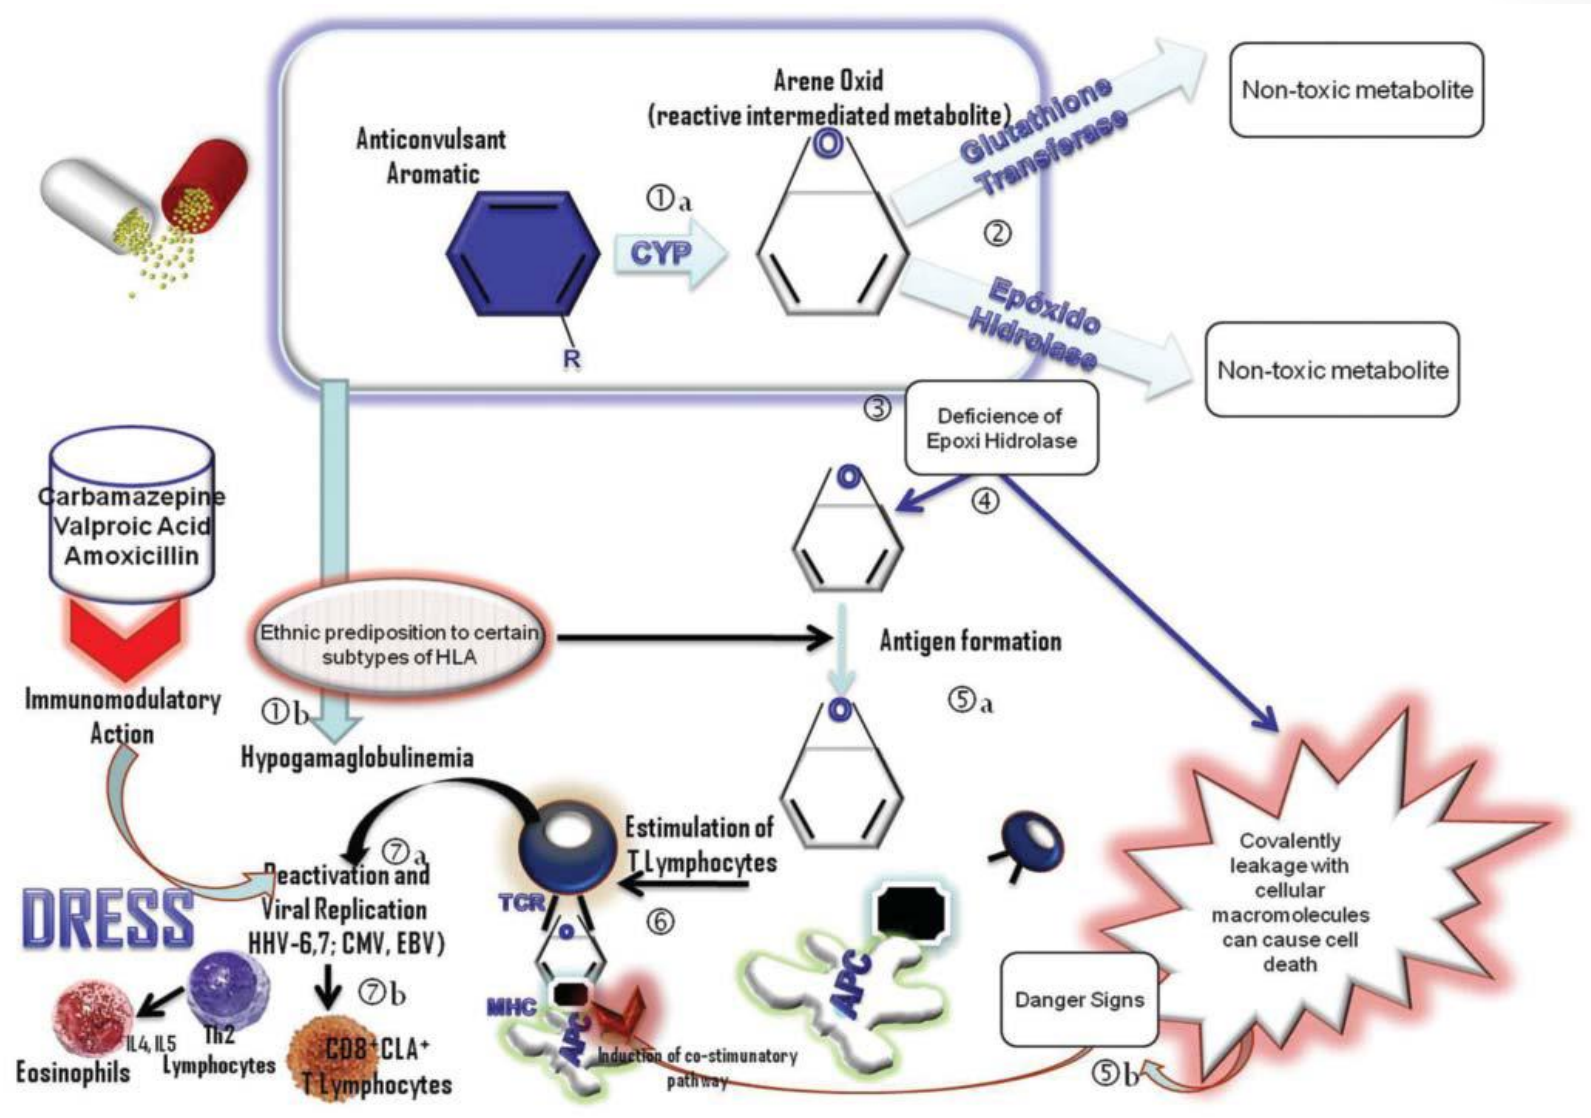 Arene Oxid
(reactive intermediated metabolite)
O
Anticonvulsant
Aromatic
R
①a
CYP
Glutathione
Transferase
Non-toxic metabolite
②
Epóxido
Hidrolase
Non-toxic metabolite
③
Deficience of
Epoxi Hidrolase
④
O
Carbamazepine
Valproic Acid
Amoxicillin
Immunomodulatory
Action
Ethnic prediposition to certain
subtypes of HLA
①b
Hypogamaglobulinemia
Antigen formation
⑤a
O
Estimulation of
T Lymphocytes
⑥
TCR
O
MHC
APC
Induction of co-stimunatory
pathway
APC
Covalently
leakage with
cellular
macromolecules
can cause cell
death
Danger Signs
⑤b
⑦a
Reactivation and
Viral Replication
HHV-6,7; CMV, EBV)
⑦b
CD8+CLA+
T Lymphocytes
DRESS
Th2
Lymphocytes
IL4, IL5
Eosinophils